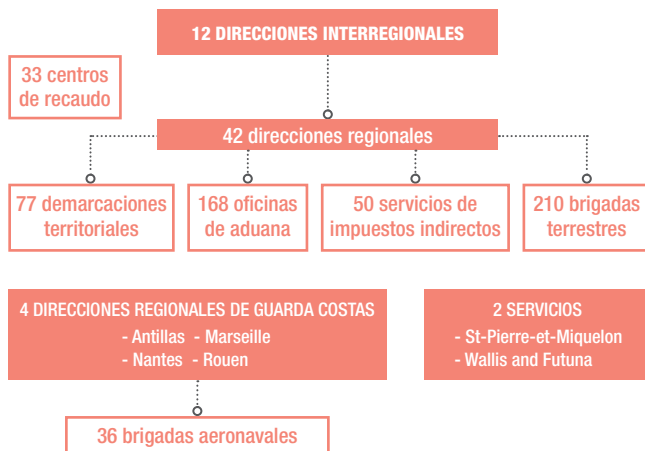 12 DIRECCIONES INTERREGIONALES
33 centros
de recaudo
42 direcciones regionales
77 demarcaciones
territoriales
168 oficinas
de aduana
50 servicios de
impuestos indirectos
210 brigadas
terrestres
4 DIRECCIONES REGIONALES DE GUARDA COSTAS
- Antillas - Marseille
- Nantes - Rouen
2 SERVICIOS
- St-Pierre-et-Miquelon
- Wallis and Futuna
36 brigadas aeronavales